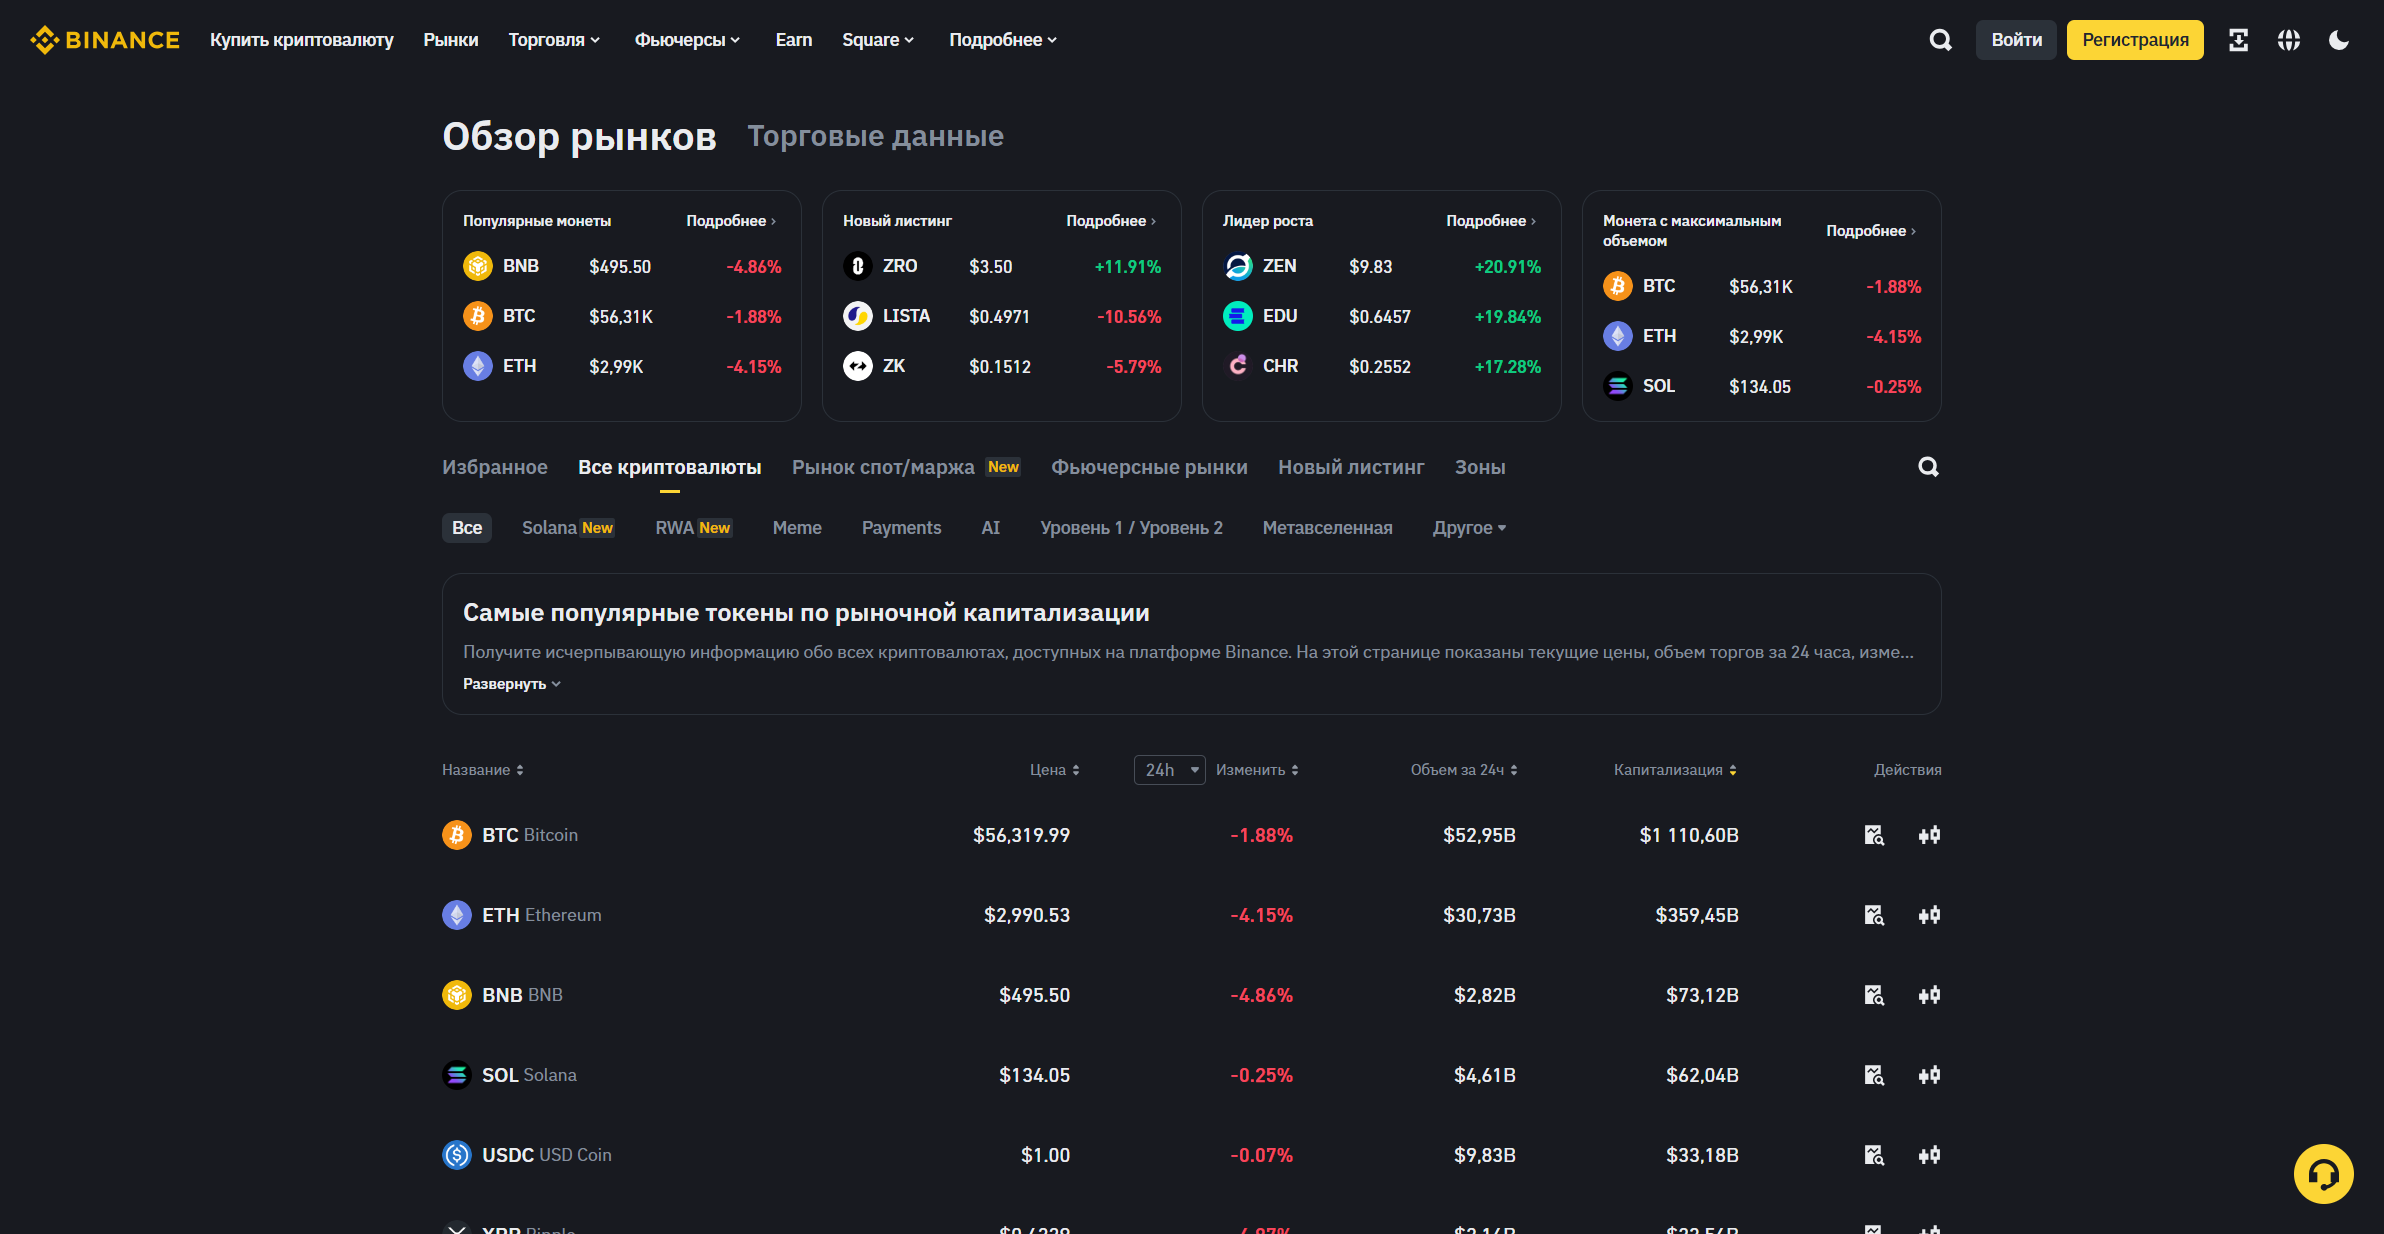 BINANCE Купить криптовалюту Рынки Торговля Фьючерсы Earn Square Подробнее Войти Регистрация
Обзор рынков Торговые данные
Популярные монеты Подробнее
BNB $495.50 -4.86%
BTC $56,31K -1.88%
ETH $2,99K -4.15%
Новый листинг Подробнее
ZRO $3.50 +11.91%
LISTA $0.4971 -10.56%
ZK $0.1512 -5.79%
Лидер роста Подробнее
ZEN $9.83 +20.91%
EDU $0.6457 +19.84%
CHR $0.2552 +17.28%
Монета с максимальным
объемом Подробнее
BTC $56,31K -1.88%
ETH $2,99K -4.15%
SOL $134.05 -0.25%
Избранное Все криптовалюты Рынок спот/маржа New Фьючерсные рынки Новый листинг Зоны
Все Solana New RWA New Meme Payments AI Уровень 1 / Уровень 2 Метавселенная Другое
Самые популярные токены по рыночной капитализации
Получите исчерпывающую информацию обо всех криптовалютах, доступных на платформе Binance. На этой странице показаны текущие цены, объем торгов за 24 часа, изме...
Развернуть
Название Цена 24h Изменить Объем за 24ч Капитализация Действия
BTC Bitcoin $56,319.99 -1.88% $52,95B $1 110,60B
ETH Ethereum $2,990.53 -4.15% $30,73B $359,45B
BNB BNB $495.50 -4.86% $2,82B $73,12B
SOL Solana $134.05 -0.25% $4,61B $62,04B
USDC USD Coin $1.00 -0.07% $9,83B $33,18B